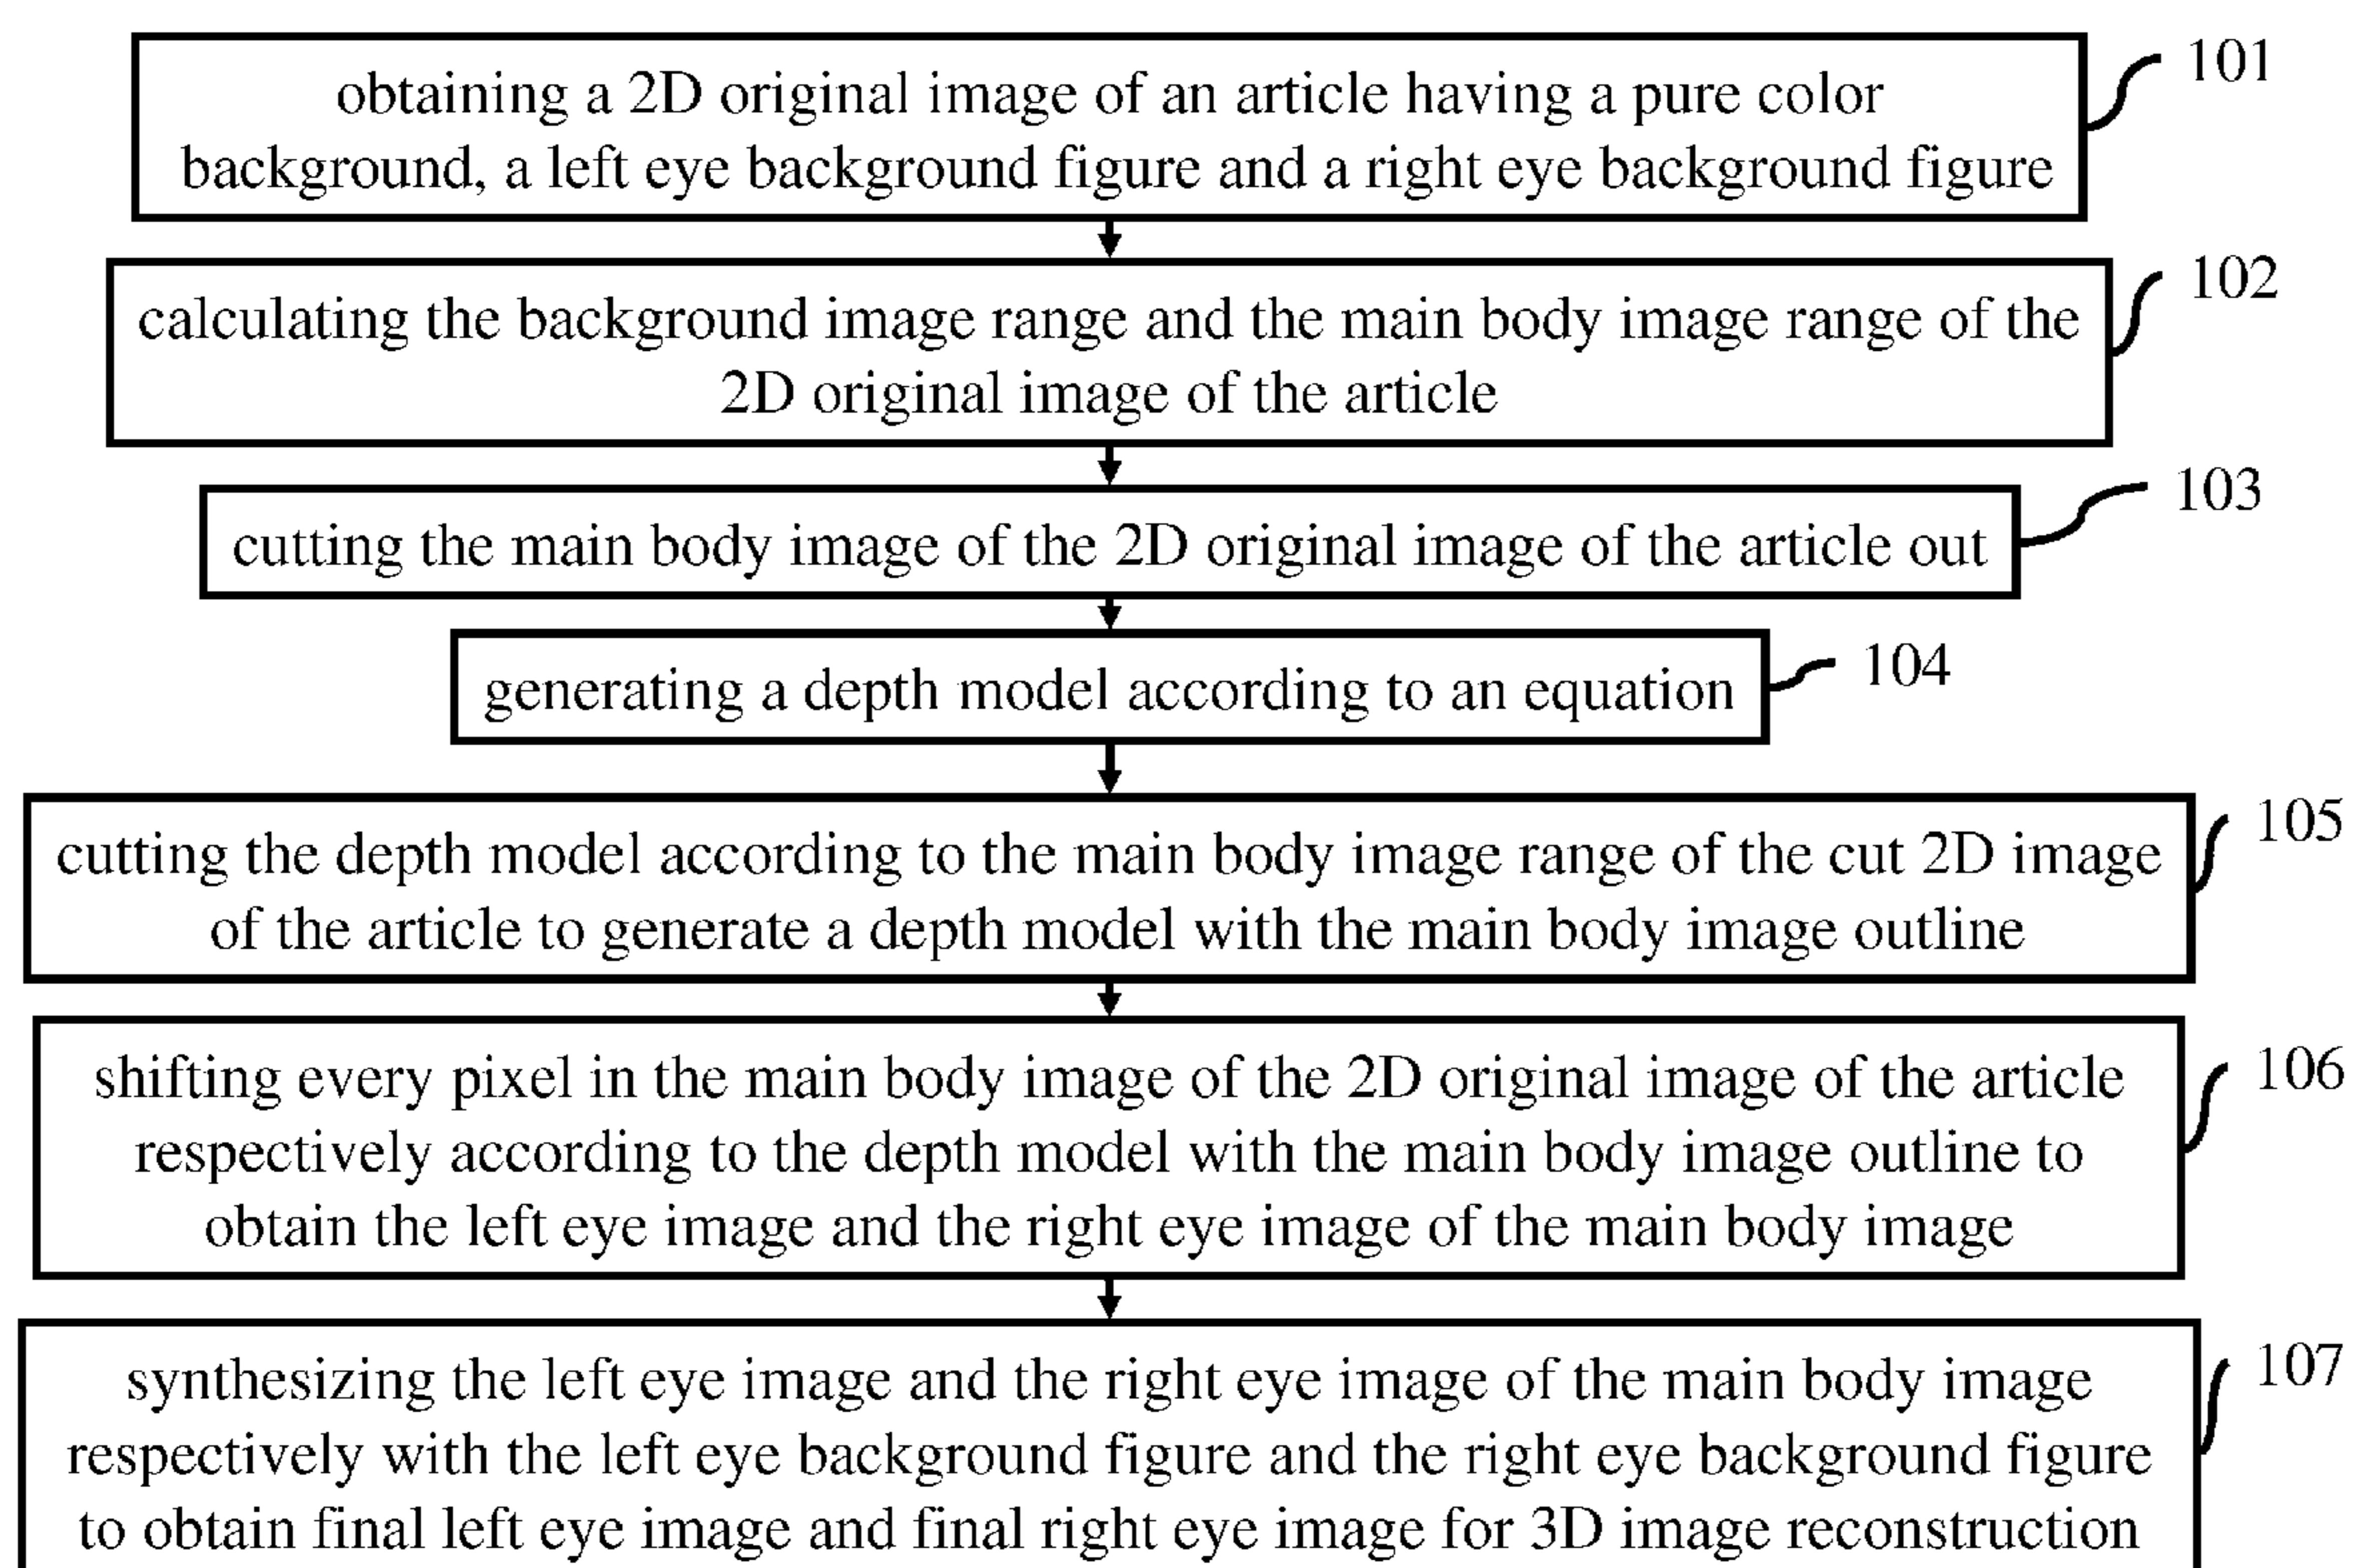 obtaining a 2D original image of an article having a pure color
background, a left eye background figure and a right eye background figure
101
calculating the background image range and the main body image range of the
2D original image of the article
102
cutting the main body image of the 2D original image of the article out
103
generating a depth model according to an equation
104
cutting the depth model according to the main body image range of the cut 2D image
of the article to generate a depth model with the main body image outline
105
shifting every pixel in the main body image of the 2D original image of the article
respectively according to the depth model with the main body image outline to
obtain the left eye image and the right eye image of the main body image
106
synthesizing the left eye image and the right eye image of the main body image
respectively with the left eye background figure and the right eye background figure
to obtain final left eye image and final right eye image for 3D image reconstruction
107